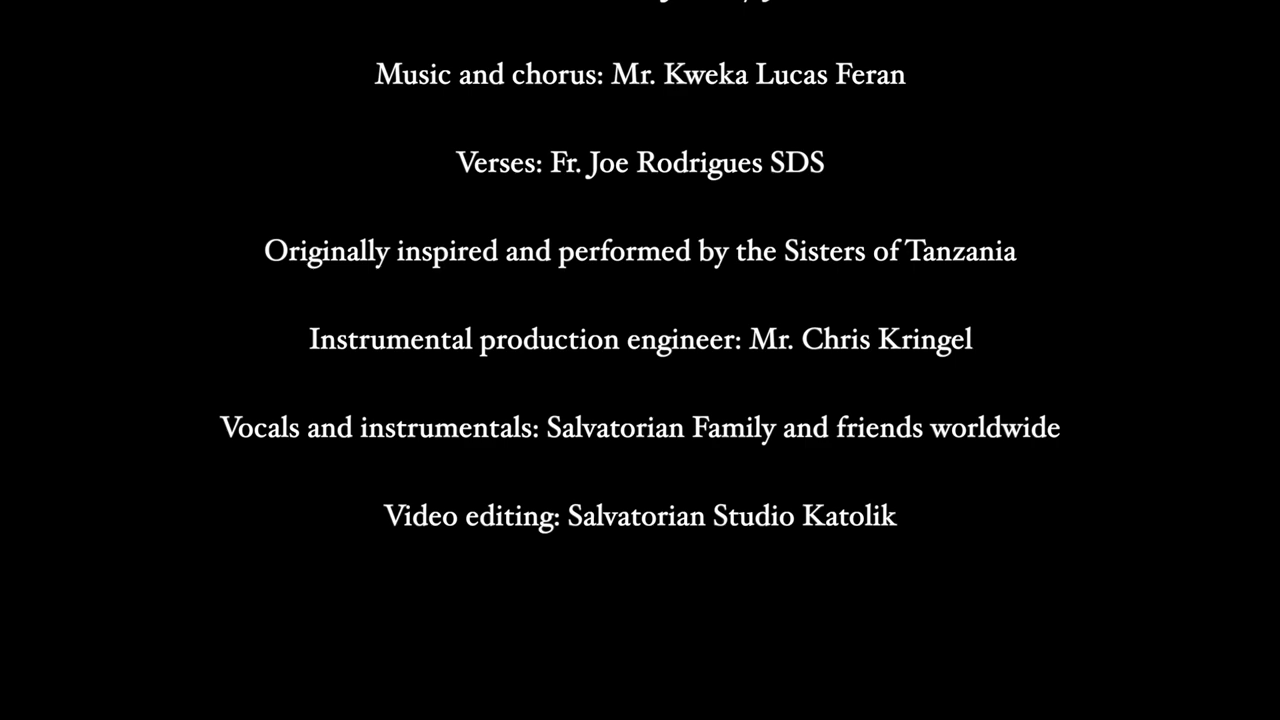 Music and chorus: Mr. Kweka Lucas Feran
Verses: Fr. Joe Rodrigues SDS
Originally inspired and performed by the Sisters of Tanzania
Instrumental production engineer: Mr. Chris Kringel
Vocals and instrumentals: Salvatorian Family and friends worldwide
Video editing: Salvatorian Studio Katolik